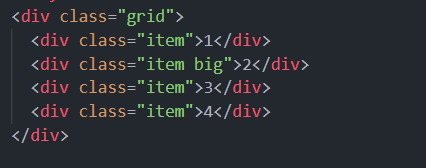 <div class="grid">
  <div class="item">1</div>
  <div class="item big">2</div>
  <div class="item">3</div>
  <div class="item">4</div>
</div>